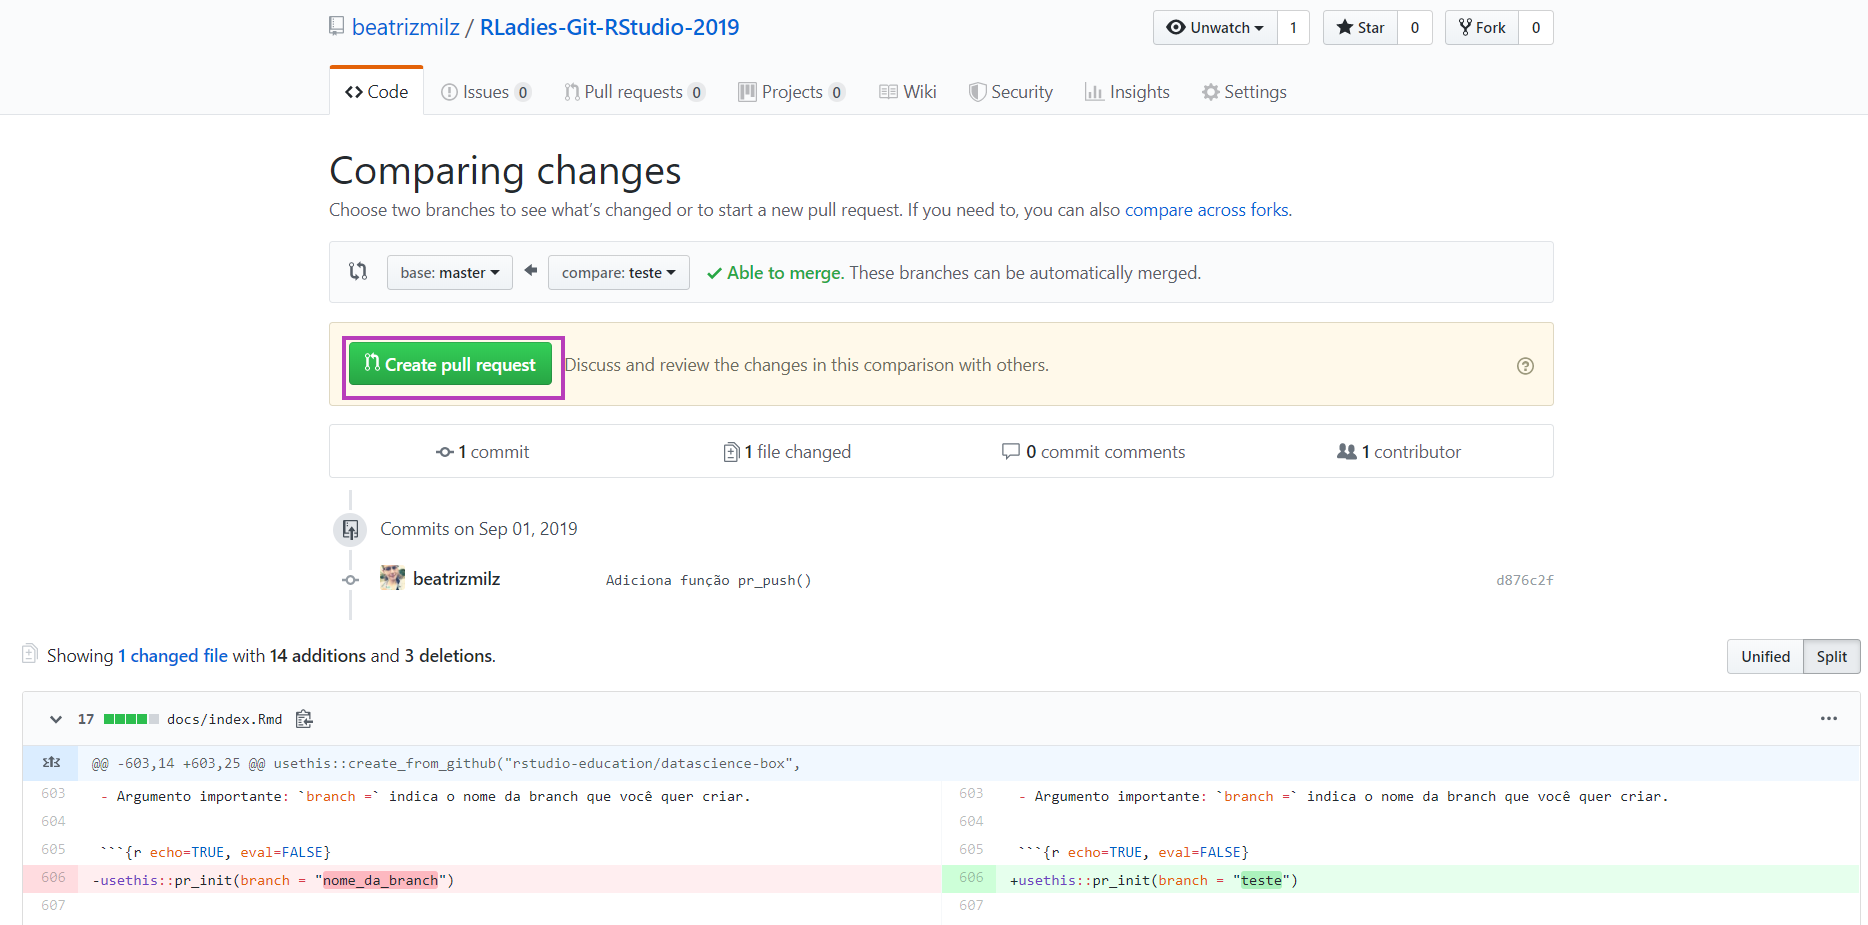 beatrizmilz / RLadies-Git-RStudio-2019
Unwatch 1 Star 0 Fork 0
Code Issues 0 Pull requests 0 Projects 0 Wiki Security Insights Settings
Comparing changes
Choose two branches to see what's changed or to start a new pull request. If you need to, you can also compare across forks.
base: master compare: teste Able to merge. These branches can be automatically merged.
Create pull request Discuss and review the changes in this comparison with others.
1 commit 1 file changed 0 commit comments 1 contributor
Commits on Sep 01, 2019
beatrizmilz Adiciona função pr_push() d876c2f
Showing 1 changed file with 14 additions and 3 deletions.
Unified Split
17 docs/index.Rmd
@@ -603,14 +603,25 @@ usethis::create_from_github("rstudio-education/datascience-box",
603 - Argumento importante: `branch =` indica o nome da branch que você quer criar. 603 - Argumento importante: `branch =` indica o nome da branch que você quer criar.
604 604
605 ```{r echo=TRUE, eval=FALSE} 605 ```{r echo=TRUE, eval=FALSE}
606 -usethis::pr_init(branch = "nome_da_branch") 606 +usethis::pr_init(branch = "teste")
607 607